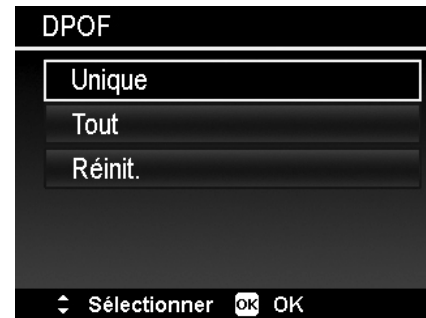 DPOF
Unique
Tout
Réinit.
Sélectionner OK OK